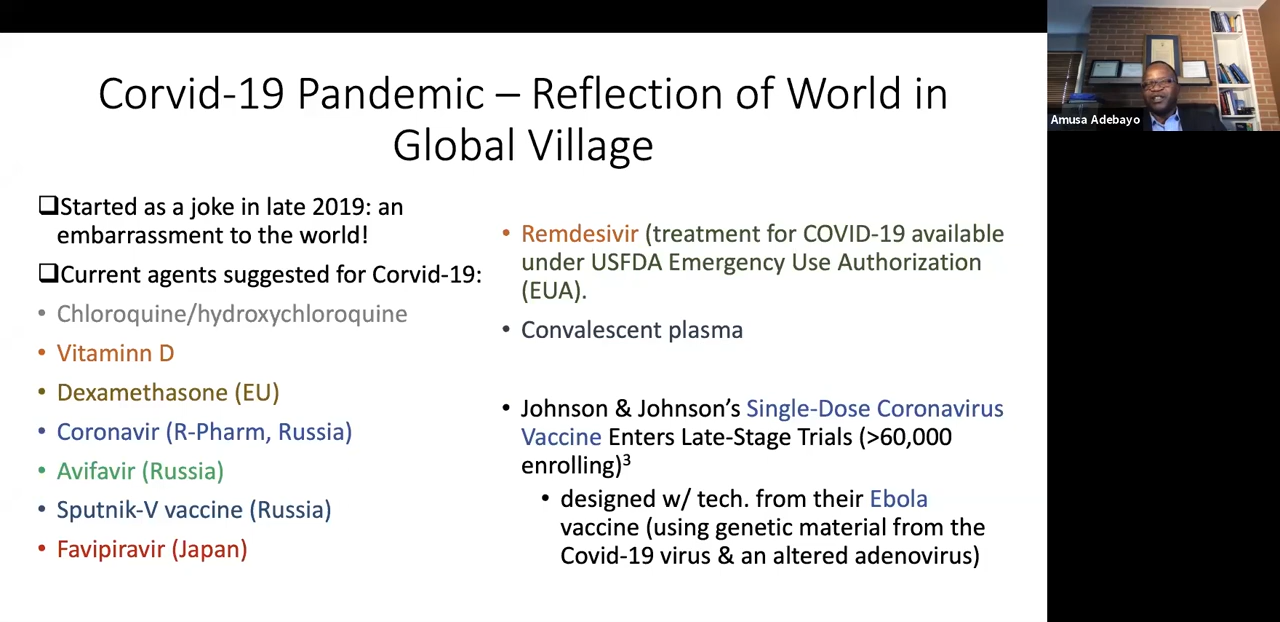 Corvid-19 Pandemic – Reflection of World in
Global Village
❑Started as a joke in late 2019: an
embarrassment to the world!
❑Current agents suggested for Corvid-19:
• Chloroquine/hydroxychloroquine
• Vitaminn D
• Dexamethasone (EU)
• Coronavir (R-Pharm, Russia)
• Avifavir (Russia)
• Sputnik-V vaccine (Russia)
• Favipiravir (Japan)
• Remdesivir (treatment for COVID-19 available
under USFDA Emergency Use Authorization
(EUA).
• Convalescent plasma
• Johnson & Johnson’s Single-Dose Coronavirus
Vaccine Enters Late-Stage Trials (>60,000
enrolling)³
• designed w/ tech. from their Ebola
vaccine (using genetic material from the
Covid-19 virus & an altered adenovirus)
Amusa Adebayo